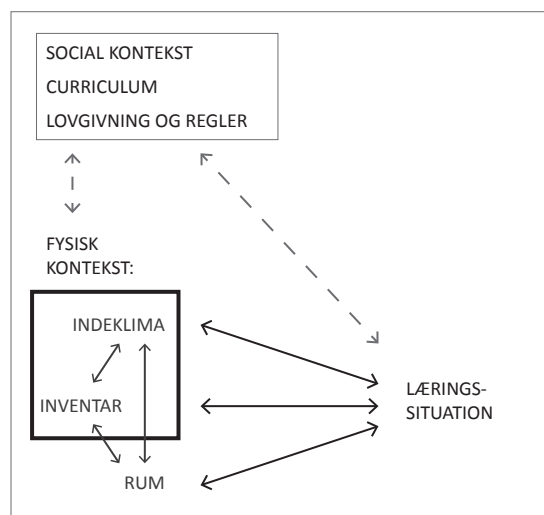 SOCIAL KONTEKST
CURRICULUM
LOVGIVNING OG REGLER
FYSISK
KONTEKST:
INDEKLIMA
INVENTAR
RUM
LÆRINGS-
SITUATION